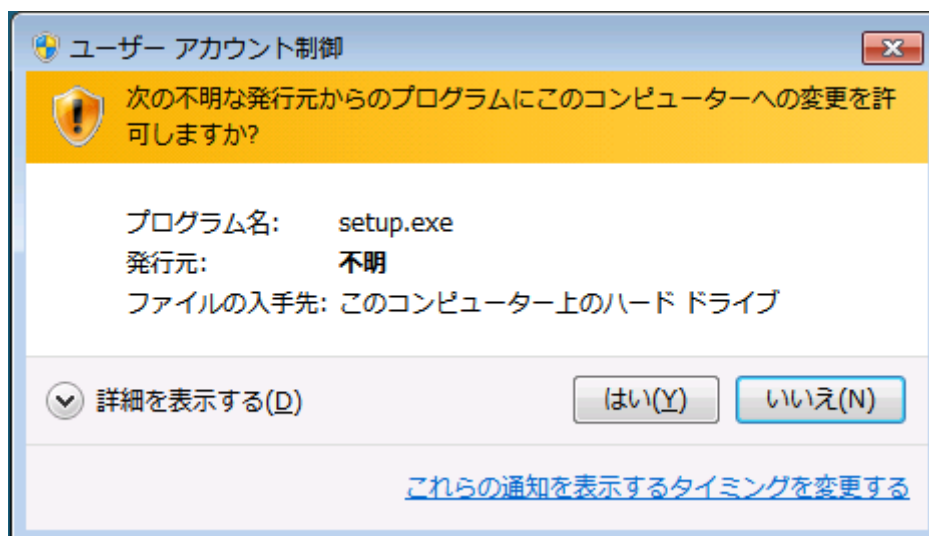 ユーザー アカウント制御
次の不明な発行元からのプログラムにこのコンピューターへの変更を許
可しますか?
プログラム名: setup.exe
発行元: 不明
ファイルの入手先: このコンピューター上のハード ドライブ
詳細を表示する(D) はい(Y) いいえ(N)
これらの通知を表示するタイミングを変更する